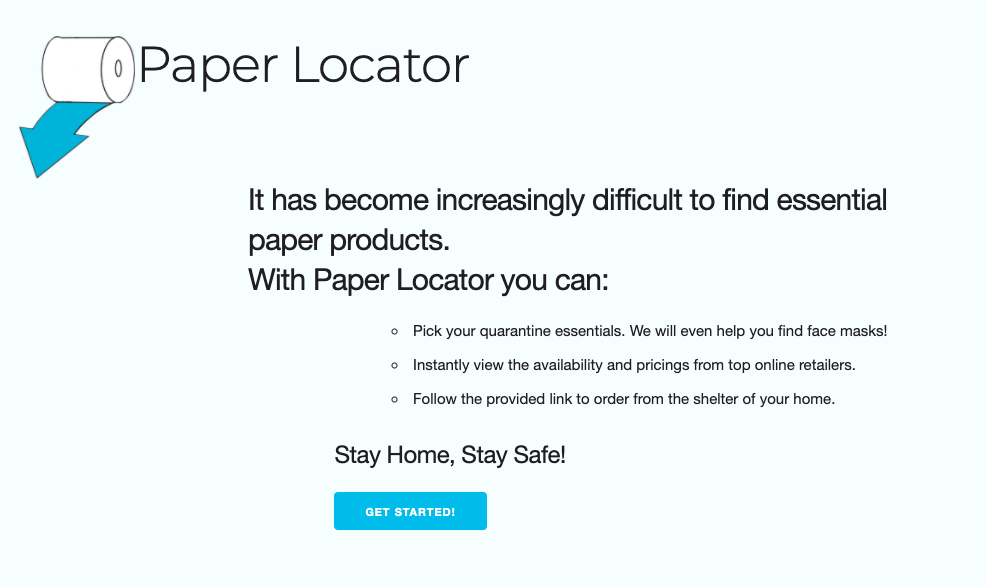 Paper Locator
It has become increasingly difficult to find essential
paper products.
With Paper Locator you can:
Pick your quarantine essentials. We will even help you find face masks!
Instantly view the availability and pricings from top online retailers.
Follow the provided link to order from the shelter of your home.
Stay Home, Stay Safe!
GET STARTED!